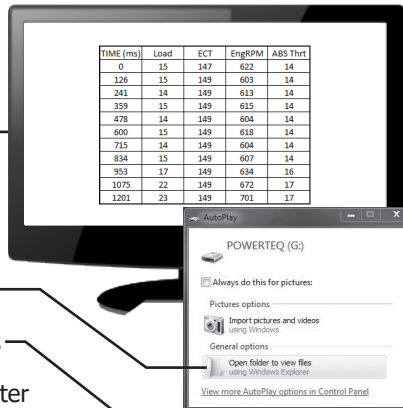 TIME (ms) Load ECT EngRPM ABS Thrt
0 15 147 622 14
126 15 149 603 14
241 14 149 613 14
359 15 149 615 14
478 14 149 604 14
600 15 149 618 14
715 14 149 604 14
834 15 149 607 14
953 17 149 634 16
1075 22 149 672 17
1201 23 149 701 17
AutoPlay
POWERTEQ (G:)
Always do this for pictures:
Pictures options
Import pictures and videos
using Windows
General options
Open folder to view files
using Windows Explorer
View more AutoPlay options in Control Panel
ter